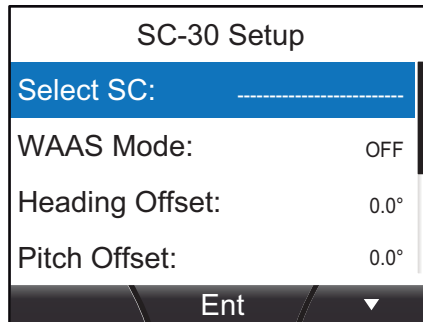 SC-30 Setup
Select SC: --------------------------
WAAS Mode: OFF
Heading Offset: 0.0°
Pitch Offset: 0.0°
Ent ▼